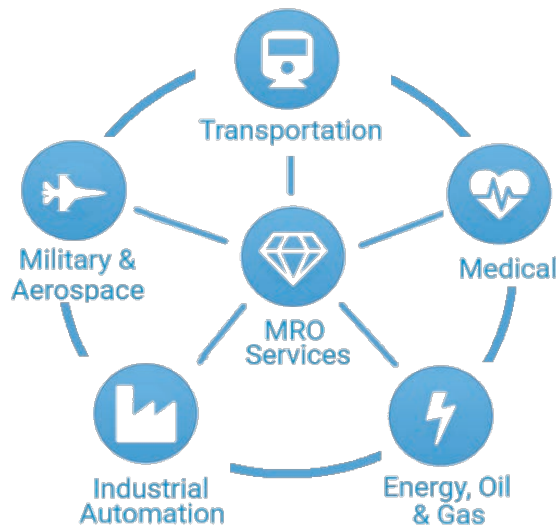 Transportation
Military &
Aerospace
Medical
MRO
Services
Industrial
Automation
Energy, Oil
& Gas